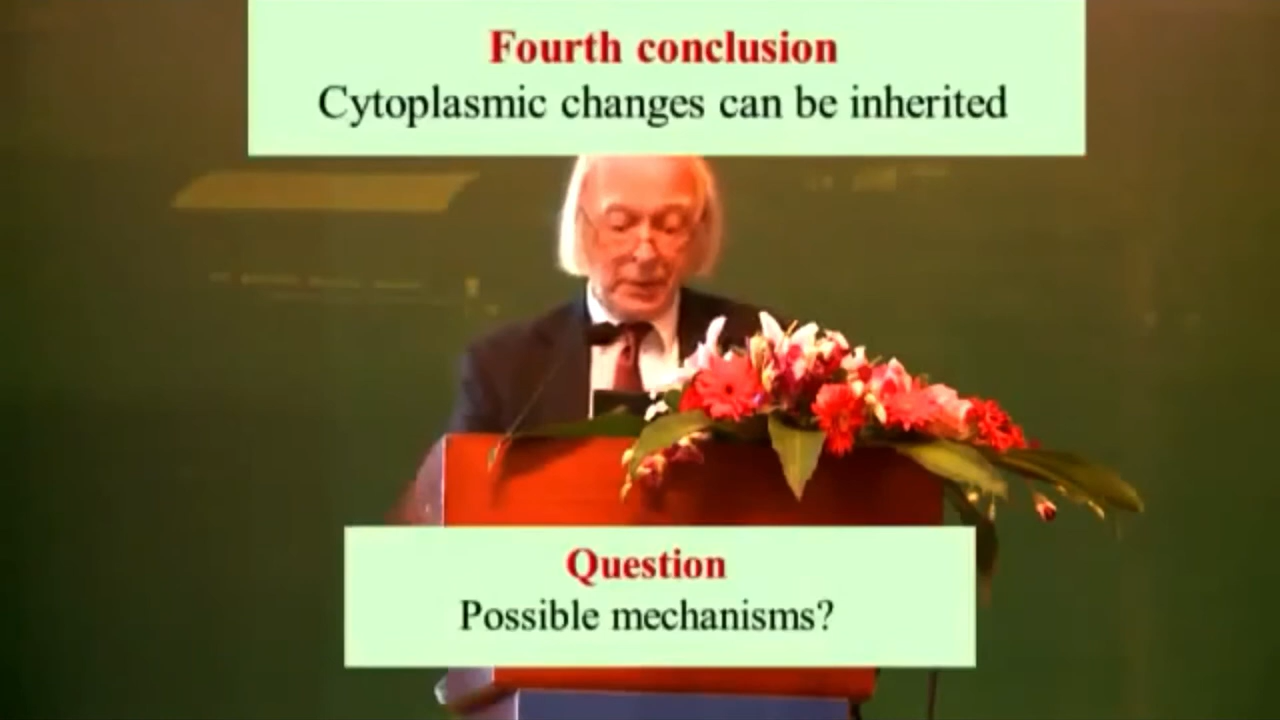 Fourth conclusion
Cytoplasmic changes can be inherited
Question
Possible mechanisms?